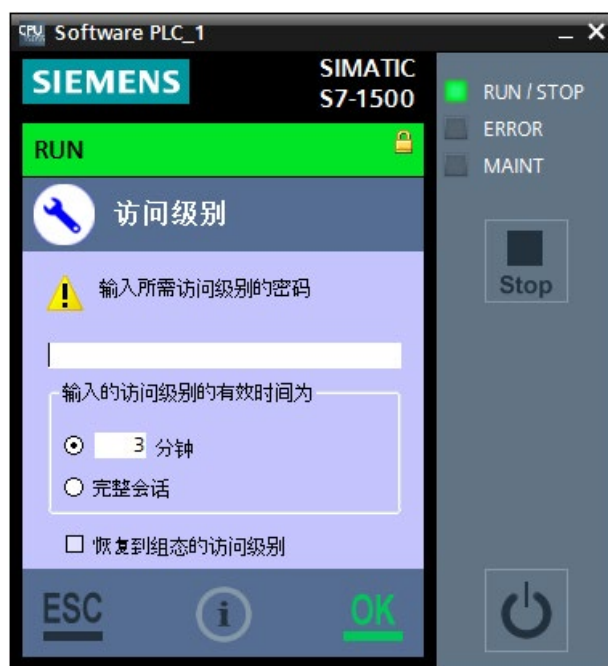 CPU
Software PLC_1
SIEMENS
SIMATIC
S7-1500
RUN
访问级别
输入所需访问级别的密码
输入的访问级别的有效时间为
3 分钟
完整会话
恢复到组态的访问级别
ESC
i
OK
RUN / STOP
ERROR
MAINT
Stop